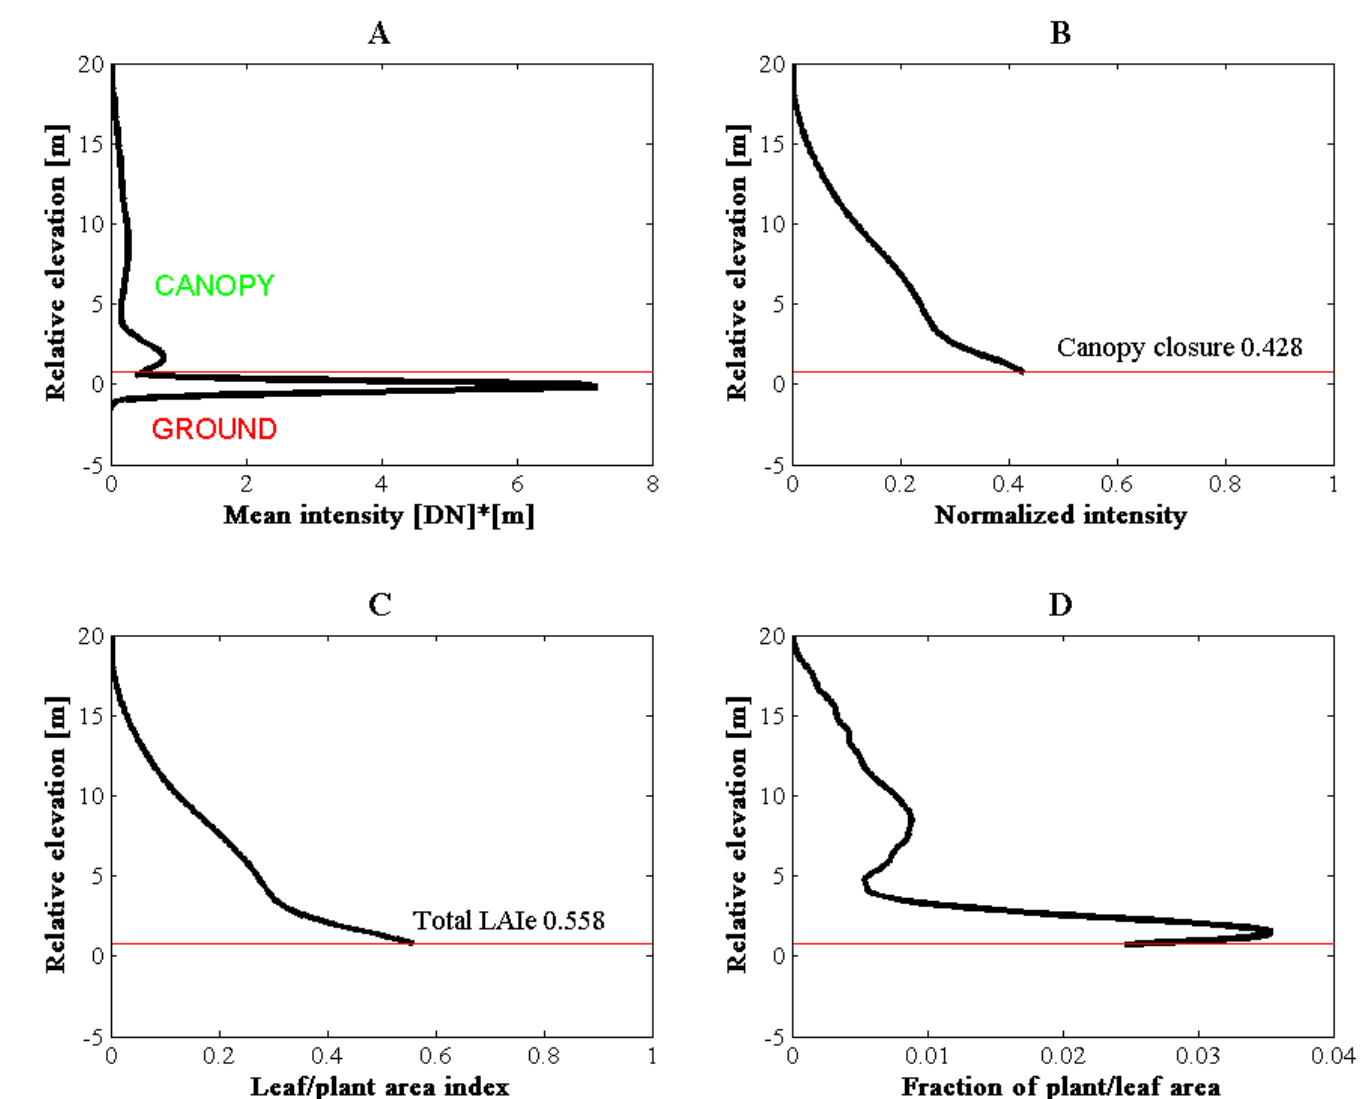 A
20
15
10
5
0
-5
Relative elevation [m]
CANOPY
GROUND
0 2 4 6 8
Mean intensity [DN]*[m]
B
20
15
10
5
0
-5
Relative elevation [m]
Canopy closure 0.428
0 0.2 0.4 0.6 0.8 1
Normalized intensity
C
20
15
10
5
0
-5
Relative elevation [m]
Total LAIe 0.558
0 0.2 0.4 0.6 0.8 1
Leaf/plant area index
D
20
15
10
5
0
-5
Relative elevation [m]
0 0.01 0.02 0.03 0.04
Fraction of plant/leaf area